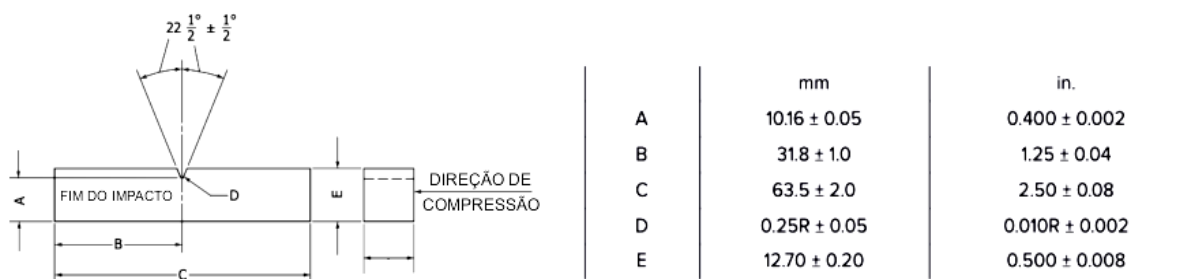 22 1/2° ± 1/2°
A
FIM DO IMPACTO
D
E
DIREÇÃO DE
COMPRESSÃO
B
C
mm in.
A 10.16 ± 0.05 0.400 ± 0.002
B 31.8 ± 1.0 1.25 ± 0.04
C 63.5 ± 2.0 2.50 ± 0.08
D 0.25R ± 0.05 0.010R ± 0.002
E 12.70 ± 0.20 0.500 ± 0.008